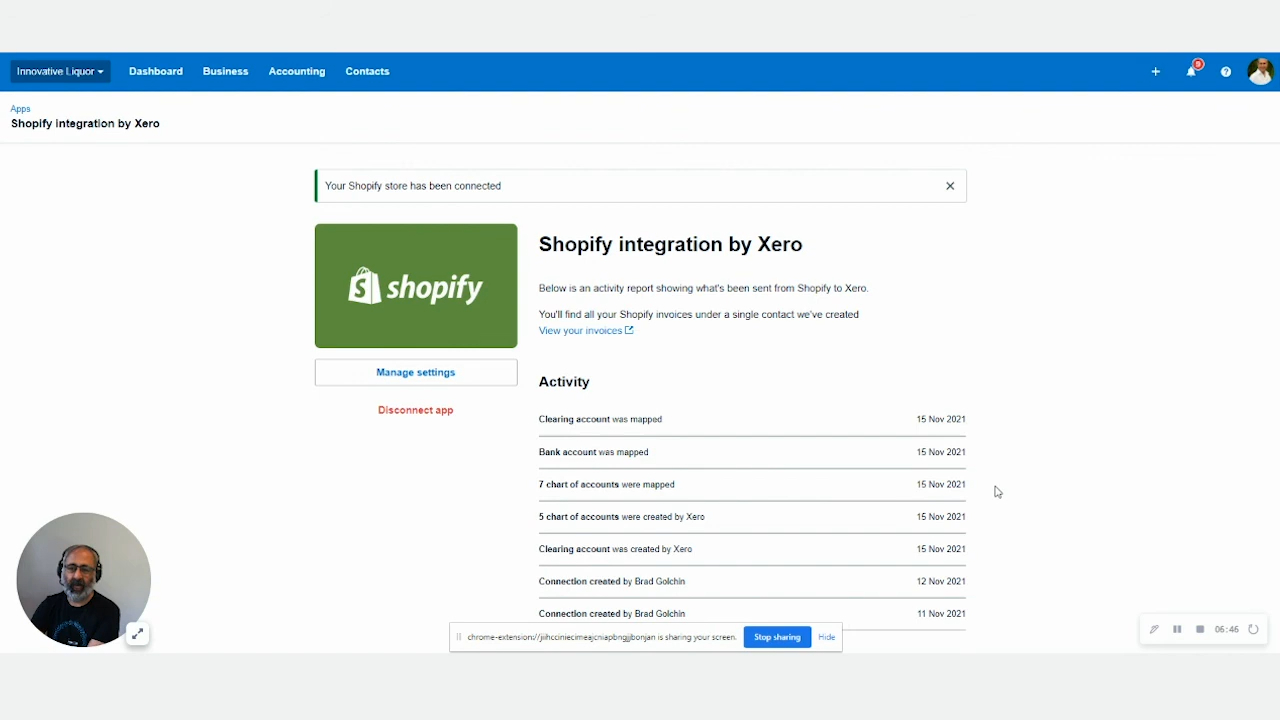 Innovative Liquor
Dashboard
Business
Accounting
Contacts
9
Apps
Shopify integration by Xero
Your Shopify store has been connected
shopify
Manage settings
Disconnect app
Shopify integration by Xero
Below is an activity report showing what's been sent from Shopify to Xero.
You'll find all your Shopify invoices under a single contact we've created
View your invoices
Activity
Clearing account was mapped 15 Nov 2021
Bank account was mapped 15 Nov 2021
7 chart of accounts were mapped 15 Nov 2021
5 chart of accounts were created by Xero 15 Nov 2021
Clearing account was created by Xero 15 Nov 2021
Connection created by Brad Golchin 12 Nov 2021
Connection created by Brad Golchin 11 Nov 2021
is sharing your screen. Stop sharing Hide
06:46